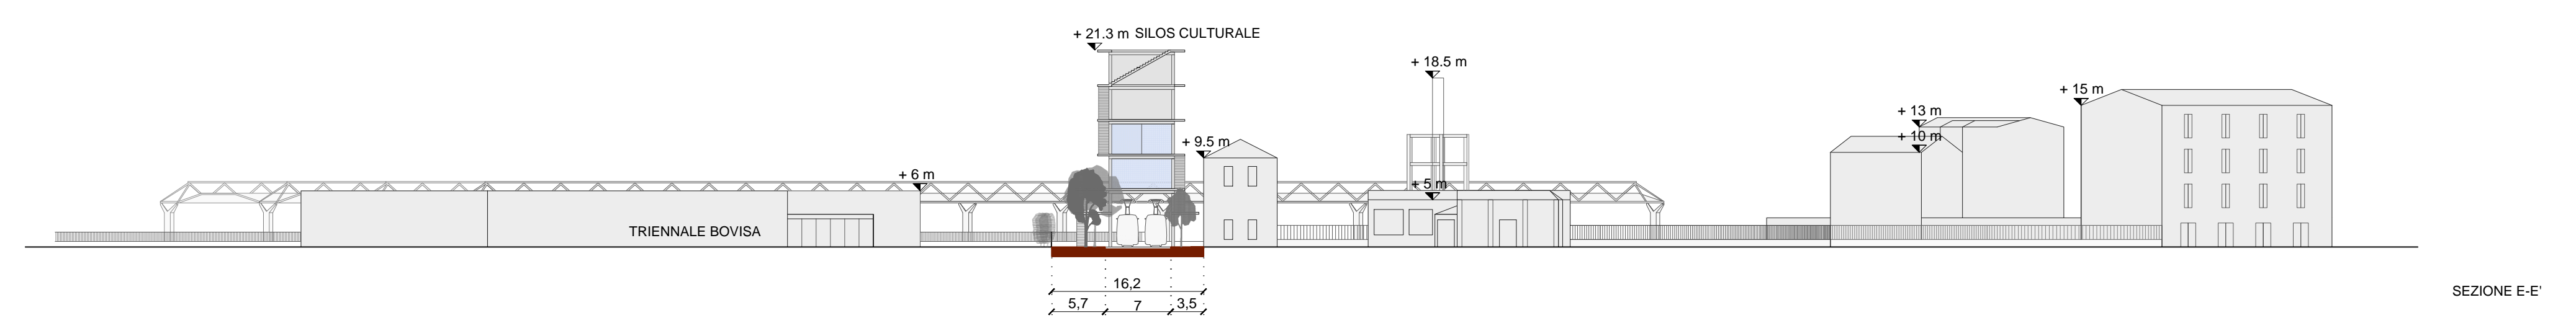 + 21.3 m SILOS CULTURALE
+ 18.5 m
+ 15 m
+ 13 m
+ 10 m
+ 9.5 m
+ 6 m
+ 5 m
TRIENNALE BOVISA
16,2
5,7 7 3,5
SEZIONE E-E'